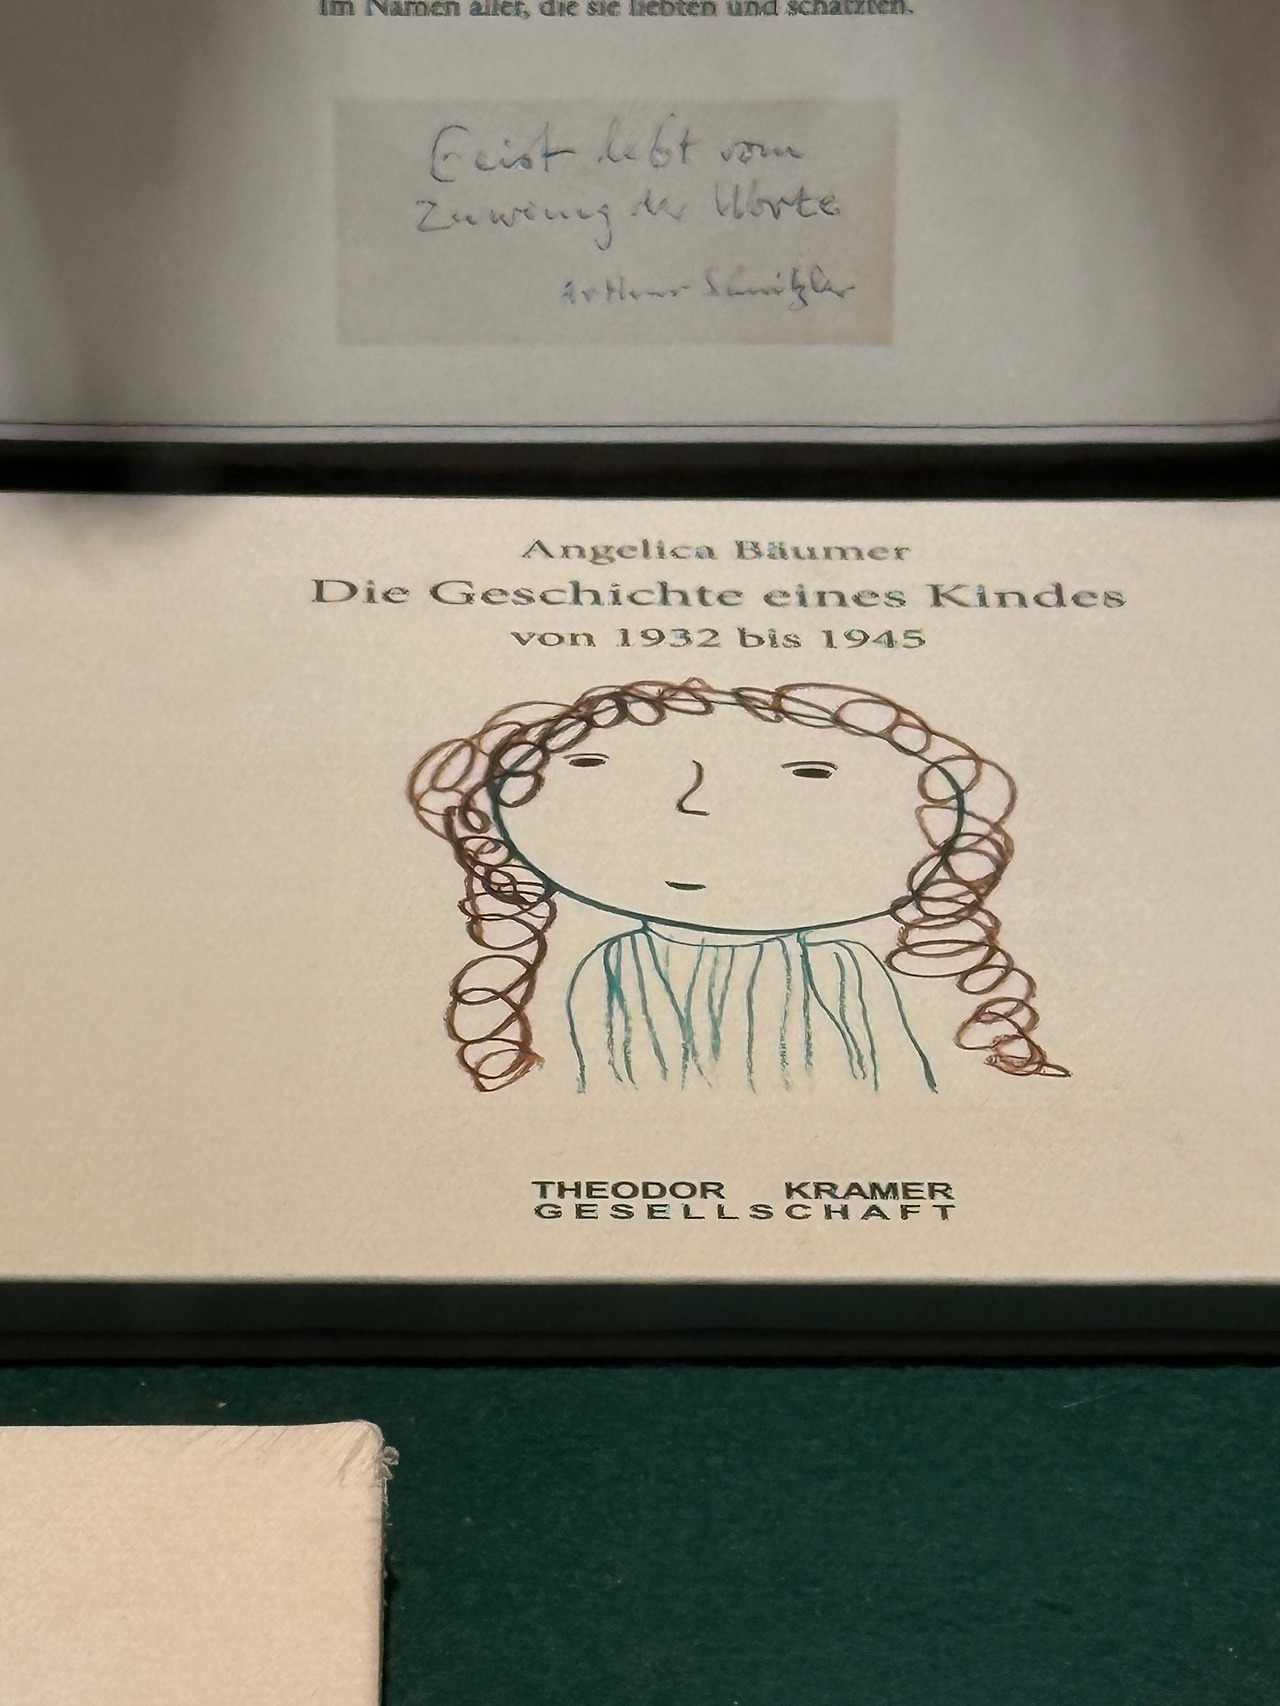 Im Namen aller, die sie liebten und schätzten.
Geist lebt vom
Zuwenig der Worte
Arthur Schnitzler
Angelica Bäumer
Die Geschichte eines Kindes
von 1932 bis 1945
THEODOR KRAMER
GESELLSCHAFT